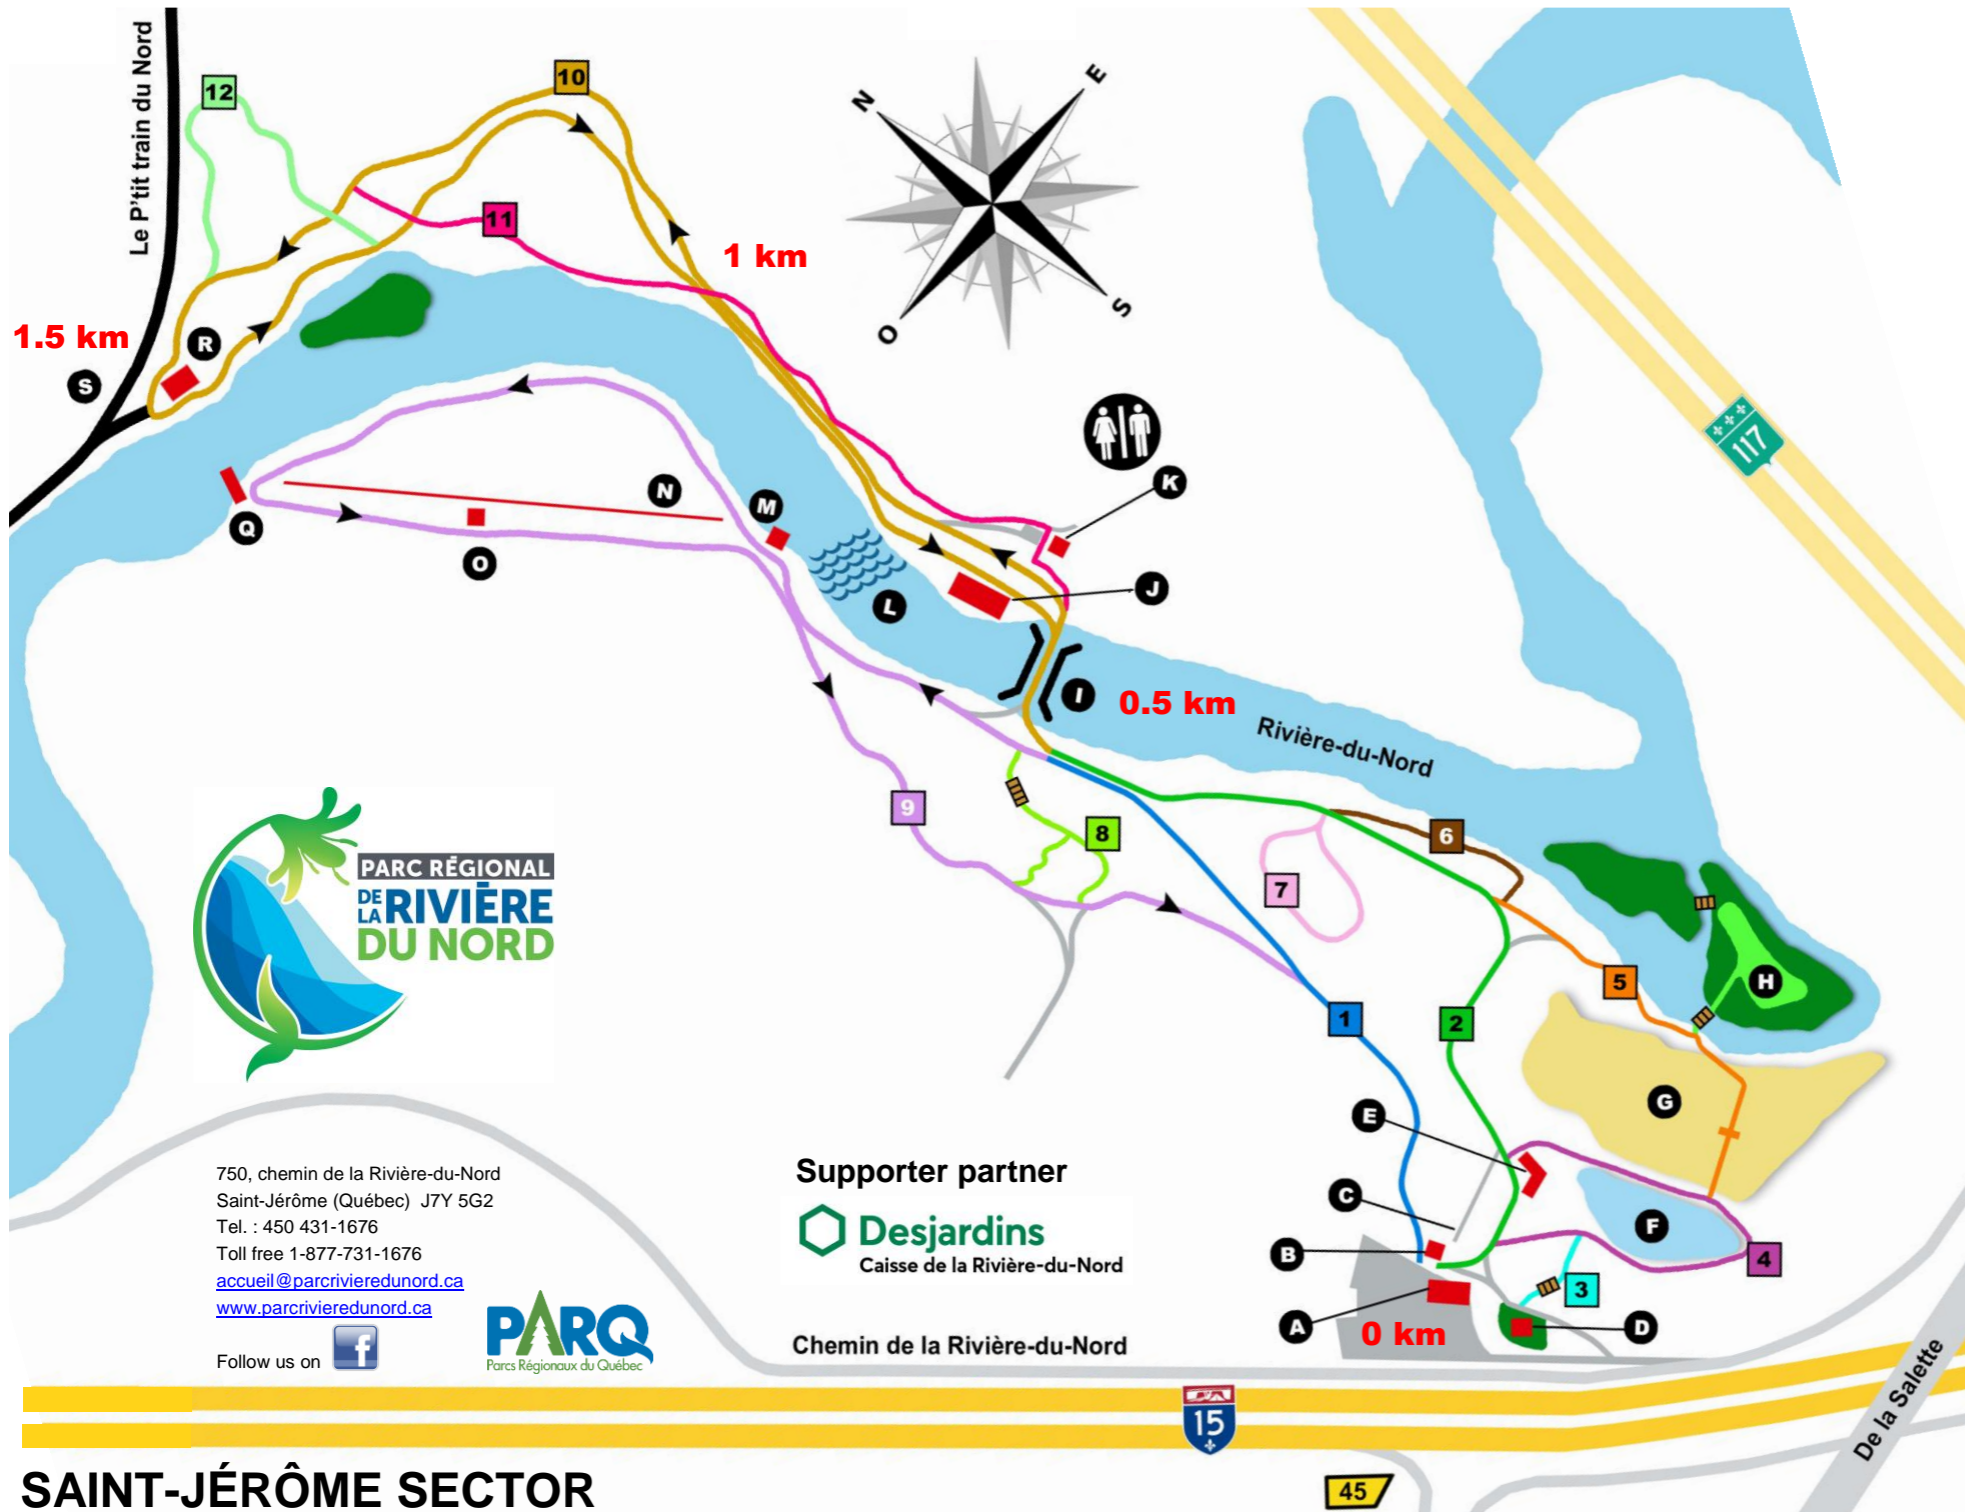 Le P'tit train du Nord
12
10
N
E
S
O
11
1 km
1.5 km
S
R
117
K
N
M
Q
O
L
J
I
0.5 km
Rivière-du-Nord
9
8
6
7
PARC RÉGIONAL
DE LA RIVIÈRE
DU NORD
H
5
1
2
G
E
C
F
B
4
3
A
0 km
D
750, chemin de la Rivière-du-Nord
Saint-Jérôme (Québec) J7Y 5G2
Tel. : 450 431-1676
Toll free 1-877-731-1676
accueil@parcrivieredunord.ca
www.parcrivieredunord.ca
Follow us on
f
PARQ
Parcs Régionaux du Québec
Supporter partner
Desjardins
Caisse de la Rivière-du-Nord
Chemin de la Rivière-du-Nord
15
De la Salette
45
SAINT-JÉRÔME SECTOR